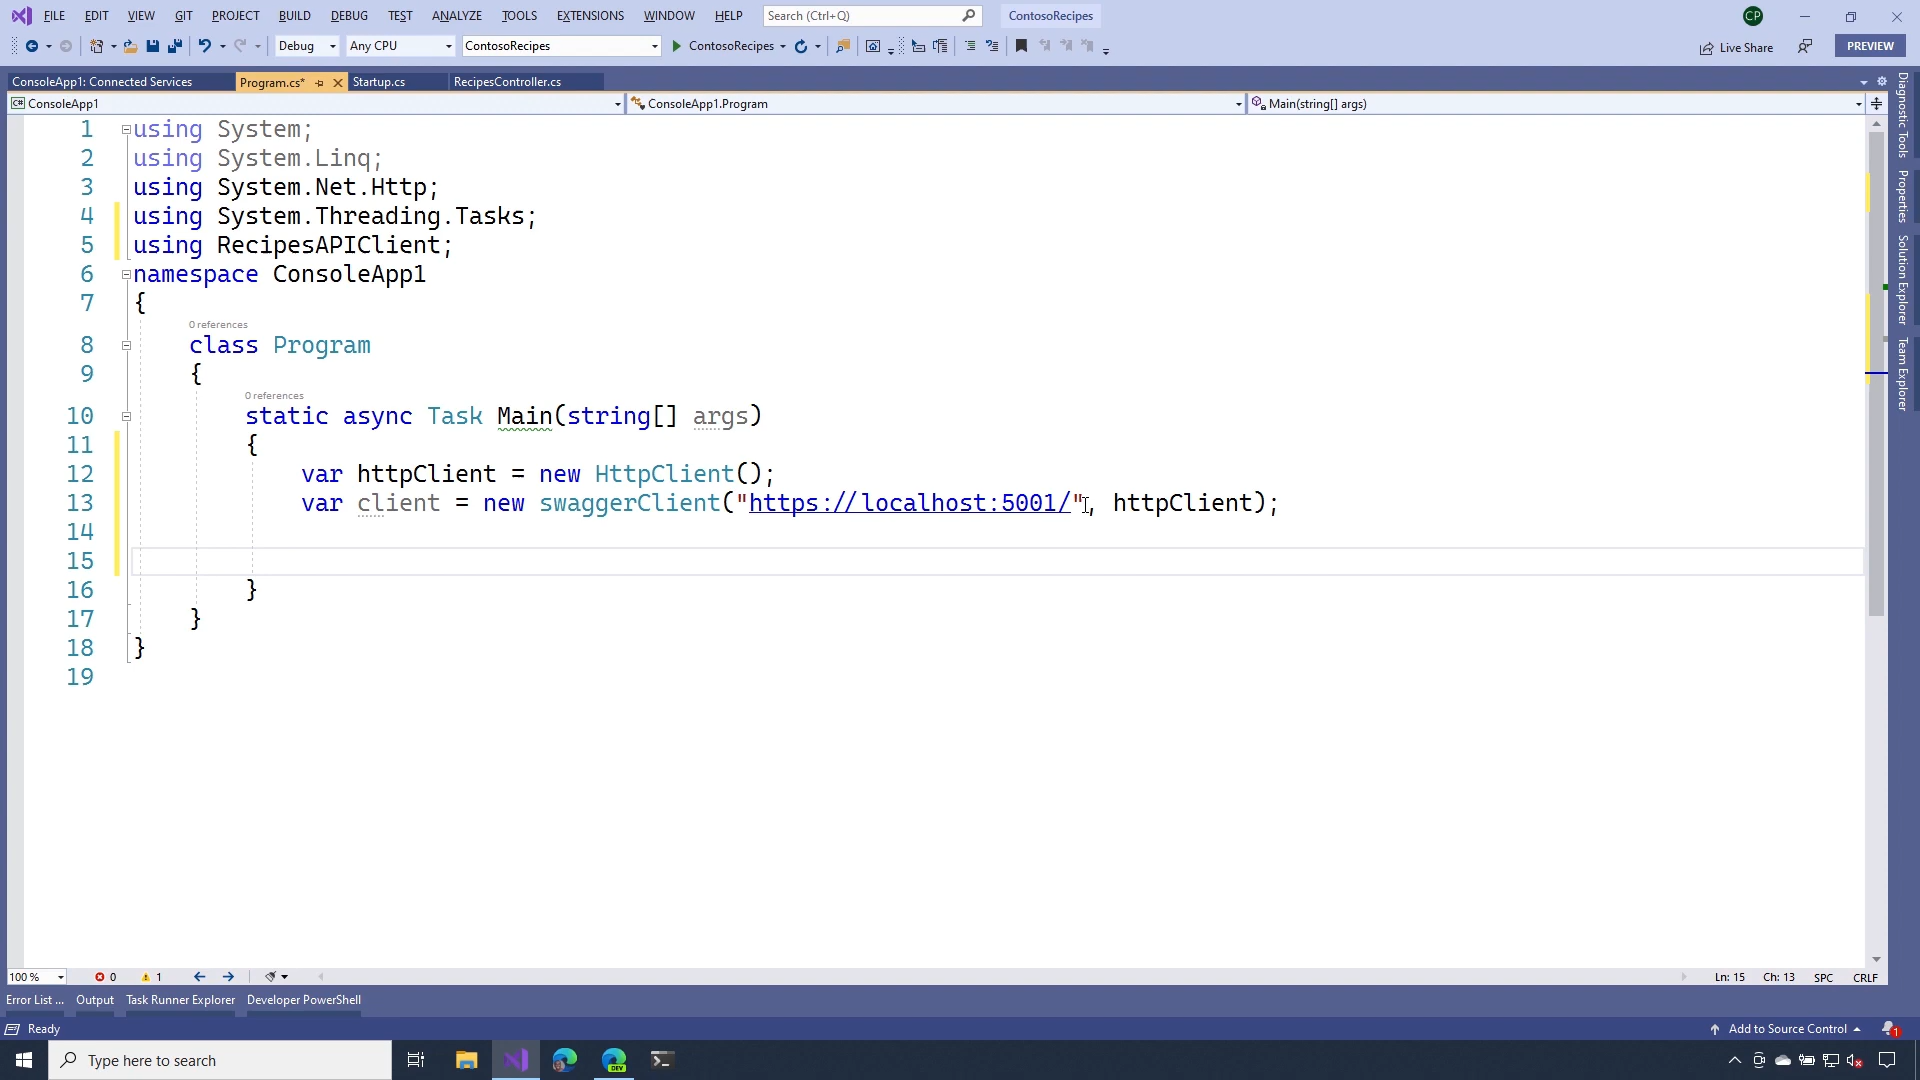 FILE EDIT VIEW GIT PROJECT BUILD DEBUG TEST ANALYZE TOOLS EXTENSIONS WINDOW HELP Search (Ctrl+Q) ContosoRecipes CP
Debug Any CPU ContosoRecipes ContosoRecipes Live Share PREVIEW
ConsoleApp1: Connected Services Program.cs* Startup.cs RecipesController.cs
C# ConsoleApp1 ConsoleApp1.Program Main(string[] args)
1 using System;
2 using System.Linq;
3 using System.Net.Http;
4 using System.Threading.Tasks;
5 using RecipesAPIClient;
6 namespace ConsoleApp1
7 {
0 references
8 class Program
9 {
0 references
10 static async Task Main(string[] args)
11 {
12 var httpClient = new HttpClient();
13 var client = new swaggerClient("https://localhost:5001/", httpClient);
14
15
16 }
17 }
18 }
19
Diagnostic Tools
Properties
Solution Explorer
Team Explorer
100 % 0 1 Ln: 15 Ch: 13 SPC CRLF
Error List ... Output Task Runner Explorer Developer PowerShell
Ready Add to Source Control 1
Type here to search DEV